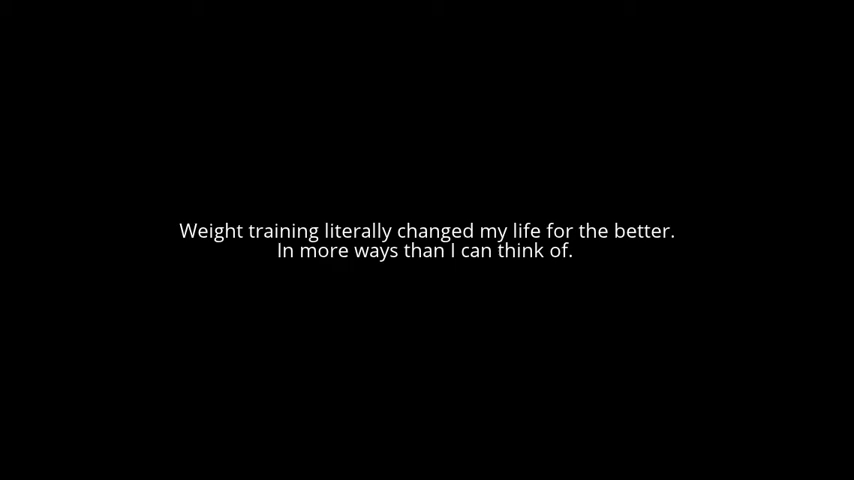 Weight training literally changed my life for the better.
In more ways than I can think of.